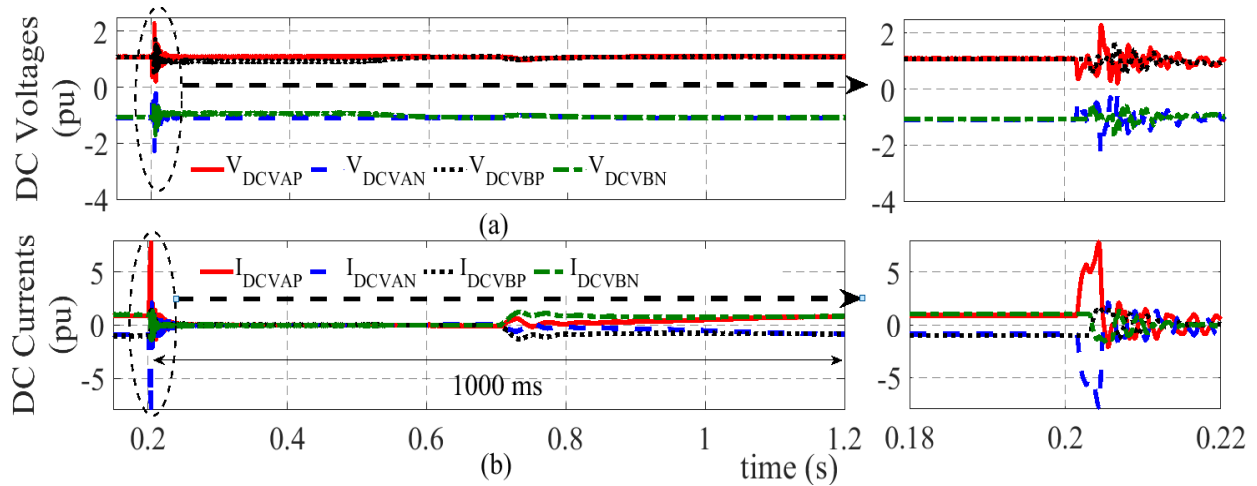 DC Voltages
(pu)
2
0
-2
-4
V_DCVAP V_DCVAN V_DCVBP V_DCVBN
2
0
-2
-4
(a)
DC Currents
(pu)
5
0
-5
I_DCVAP I_DCVAN I_DCVBP I_DCVBN
1000 ms
5
0
-5
0.2 0.4 0.6 0.8 1 1.2
0.18 0.2 0.22
(b) time (s)